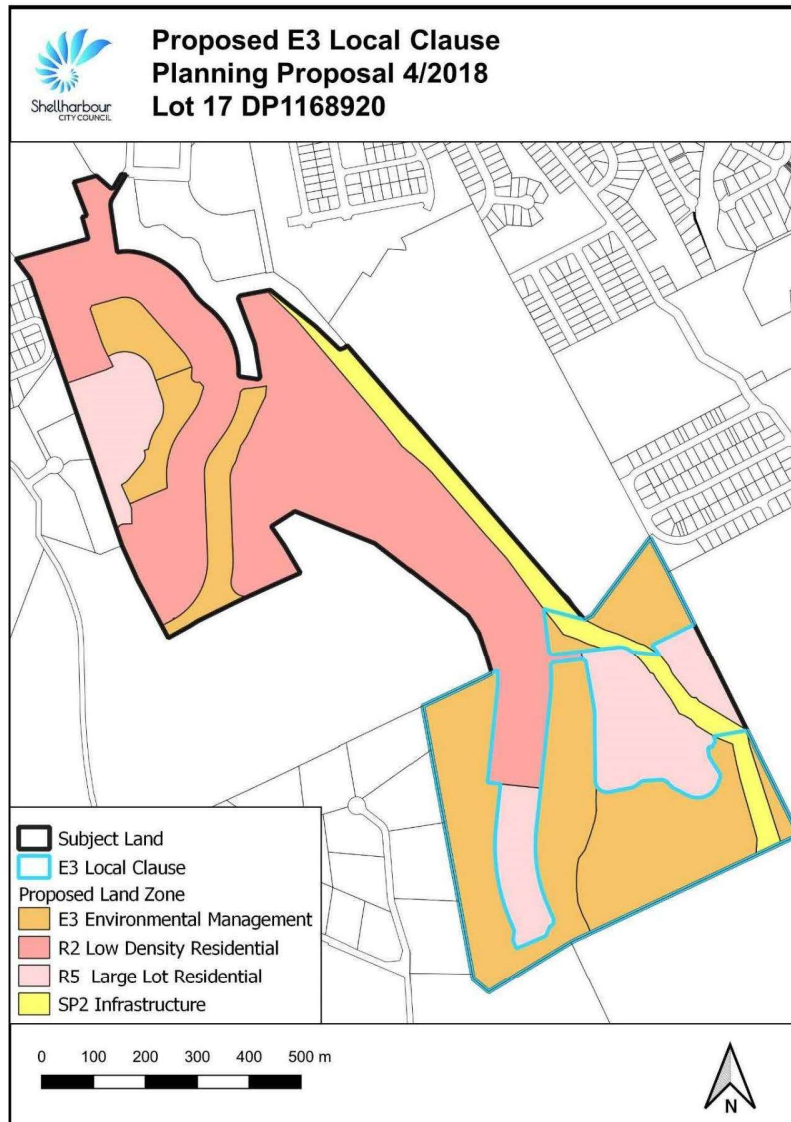 Shellharbour
CITY COUNCIL
Proposed E3 Local Clause
Planning Proposal 4/2018
Lot 17 DP1168920
Subject Land
E3 Local Clause
Proposed Land Zone
E3 Environmental Management
R2 Low Density Residential
R5 Large Lot Residential
SP2 Infrastructure
0 100 200 300 400 500 m
N